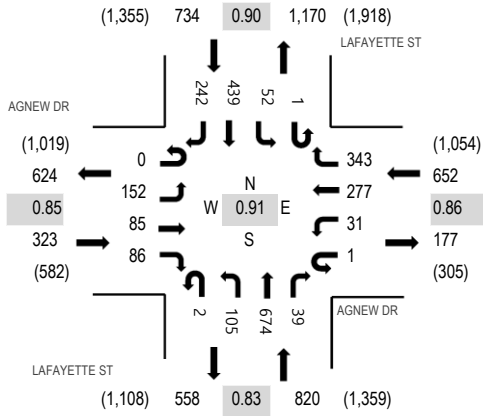 (1,355) 734 0.90 1,170 (1,918)
LAFAYETTE ST
242 439 52 1
AGNEW DR
(1,019)
624
0.85
323
(582)
0
152
85
86
N
W 0.91 E
S
343
277
31
1
(1,054)
652
0.86
177
(305)
2 105 674 39
AGNEW DR
LAFAYETTE ST
(1,108) 558 0.83 820 (1,359)